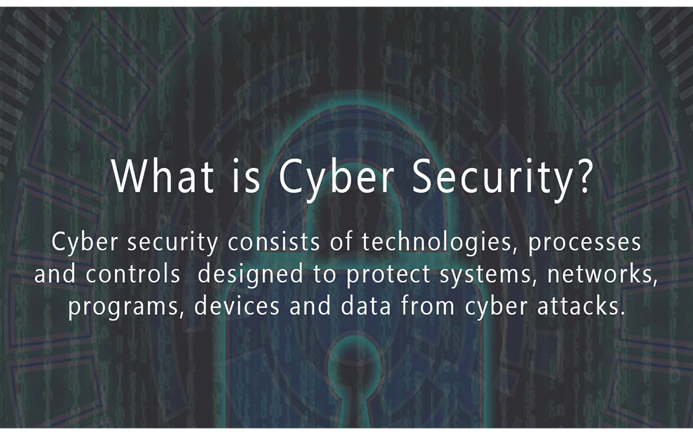 What is Cyber Security?
Cyber security consists of technologies, processes
and controls  designed to protect systems, networks,
programs, devices and data from cyber attacks.